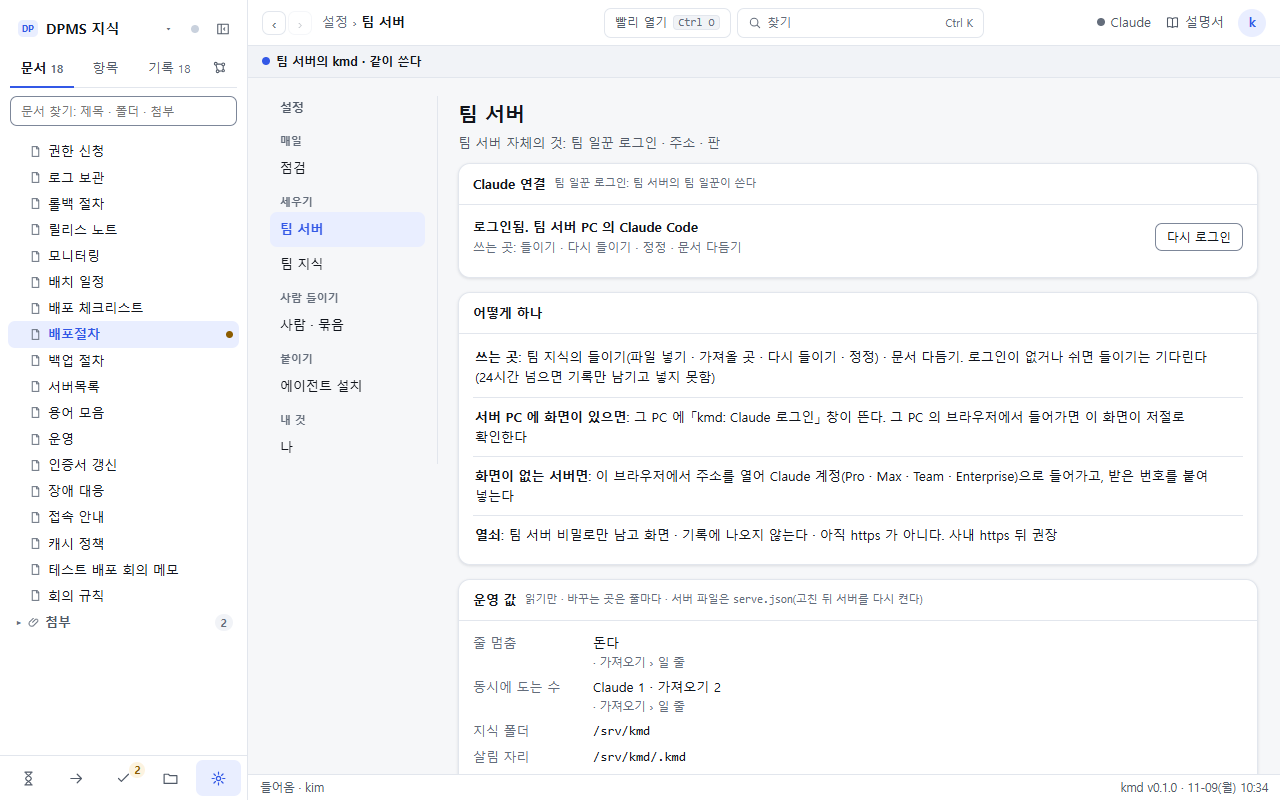 DP DPMS 지식
문서 18 항목 기록 18
문서 찾기: 제목 · 폴더 · 첨부
권한 신청
로그 보관
롤백 절차
릴리스 노트
모니터링
배치 일정
배포 체크리스트
배포절차
백업 절차
서버목록
용어 모음
운영
인증서 갱신
장애 대응
접속 안내
캐시 정책
테스트 배포 회의 메모
회의 규칙
첨부 2
2
설정 › 팀 서버
빨리 열기 Ctrl O
찾기 Ctrl K
Claude
설명서
k
팀 서버의 kmd · 같이 쓴다
설정
매일
점검
세우기
팀 서버
팀 지식
사람 들이기
사람 · 묶음
붙이기
에이전트 설치
내 것
나
팀 서버
팀 서버 자체의 것: 팀 일꾼 로그인 · 주소 · 판
Claude 연결 팀 일꾼 로그인: 팀 서버의 팀 일꾼이 쓴다
로그인됨. 팀 서버 PC 의 Claude Code
쓰는 곳: 들이기 · 다시 들이기 · 정정 · 문서 다듬기
다시 로그인
어떻게 하나
쓰는 곳: 팀 지식의 들이기(파일 넣기 · 가져올 곳 · 다시 들이기 · 정정) · 문서 다듬기. 로그인이 없거나 쉬면 들이기는 기다린다
(24시간 넘으면 기록만 남기고 넣지 못함)
서버 PC 에 화면이 있으면: 그 PC 에 「kmd: Claude 로그인」 창이 뜬다. 그 PC 의 브라우저에서 들어가면 이 화면이 저절로
확인한다
화면이 없는 서버면: 이 브라우저에서 주소를 열어 Claude 계정(Pro · Max · Team · Enterprise)으로 들어가고, 받은 번호를 붙여
넣는다
열쇠: 팀 서버 비밀로만 남고 화면 · 기록에 나오지 않는다 · 아직 https 가 아니다. 사내 https 뒤 권장
운영 값 읽기만 · 바꾸는 곳은 줄마다 · 서버 파일은 serve.json(고친 뒤 서버를 다시 켠다)
줄 멈춤 돈다
· 가져오기 › 일 줄
동시에 도는 수 Claude 1 · 가져오기 2
· 가져오기 › 일 줄
지식 폴더 /srv/kmd
살림 자리 /srv/kmd/.kmd
들어옴 · kim
kmd v0.1.0 · 11-09(월) 10:34